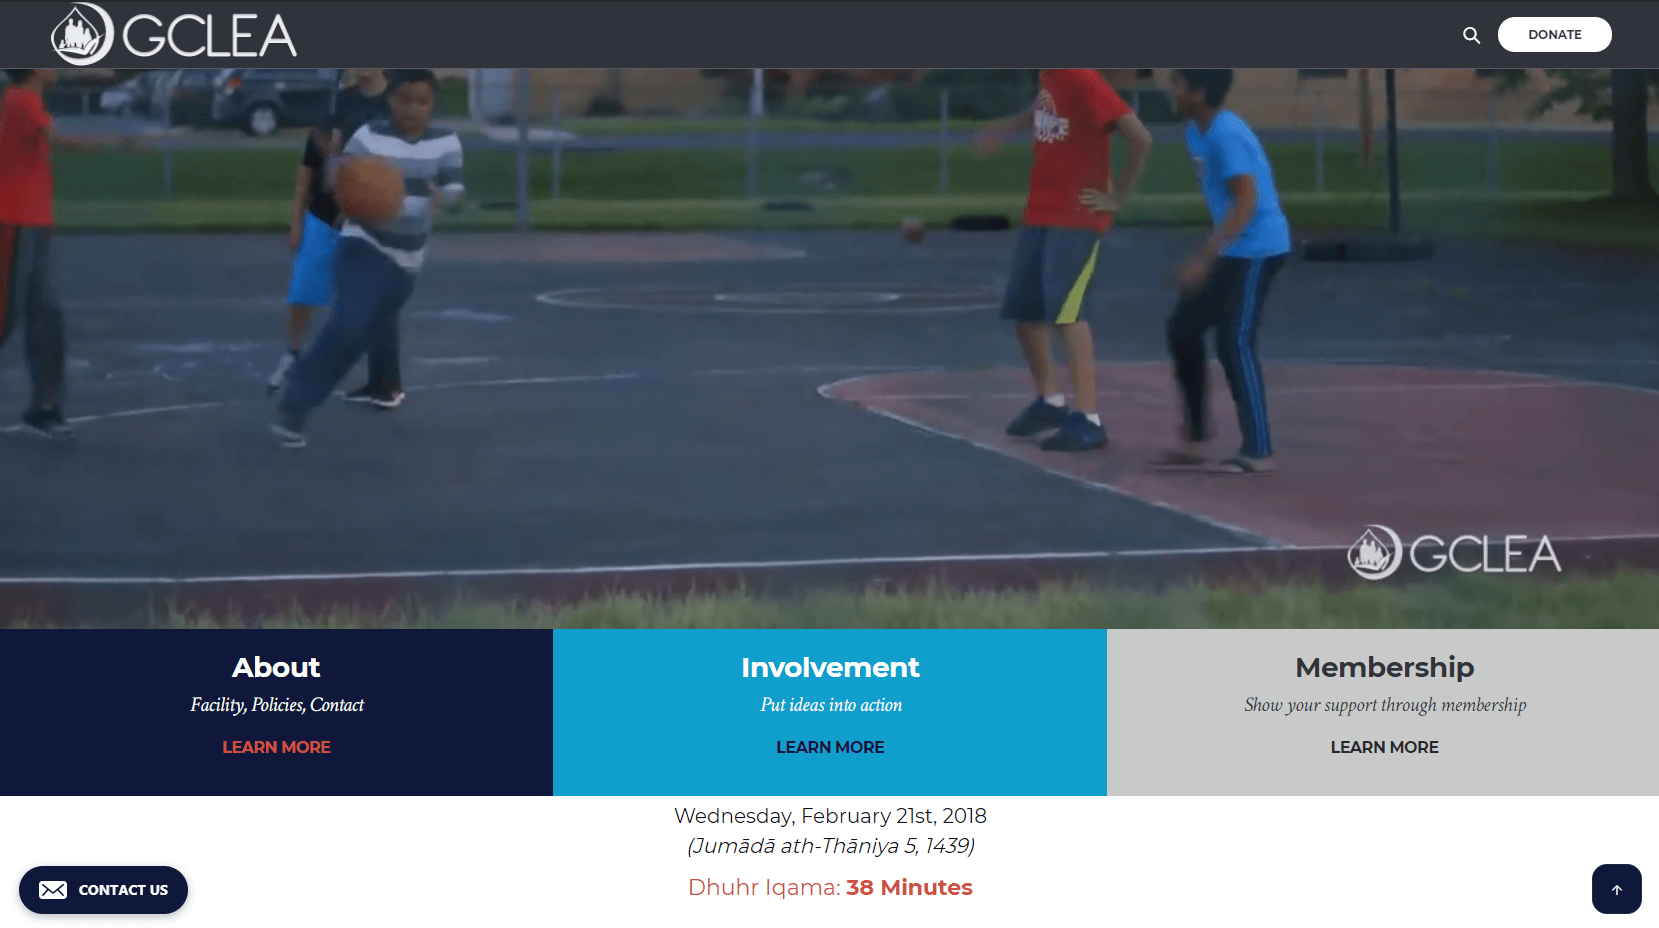 GCLEA
DONATE
GCLEA
About
Facility, Policies, Contact
LEARN MORE
Involvement
Put ideas into action
LEARN MORE
Membership
Show your support through membership
LEARN MORE
Wednesday, February 21st, 2018
(Jumādā ath-Thāniya 5, 1439)
Dhuhr Iqama: 38 Minutes
CONTACT US